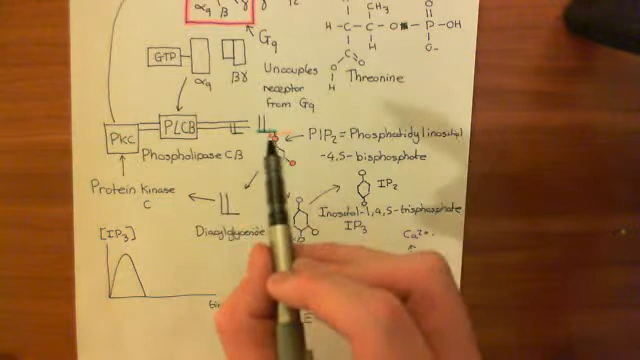 αq β γ
H - C - C - O - P - OH
CH3
O
H
O-
C
O O
H
Threonine
GTP
αq
βγ
Gq
Uncouples
receptor
from Gq
PKC
PLCβ
Phospholipase Cβ
PIP2 = Phosphatidylinositol
-4,5-bisphosphate
Protein Kinase
C
IP2
Diacylglyceride
Inositol-1,4,5-trisphosphate
IP3
Ca2+
[IP3]